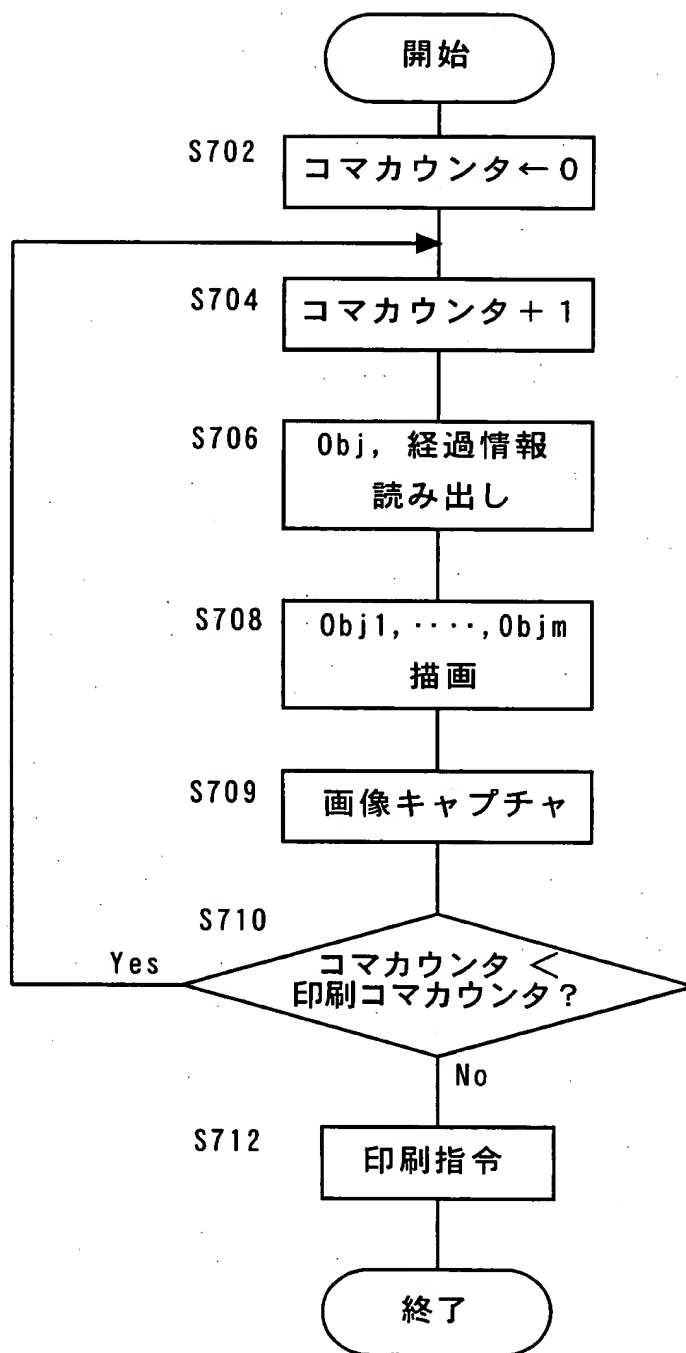 開始
S702
コマカウンタ←0
S704
コマカウンタ+1
S706
Obj, 経過情報
読み出し
S708
Obj1,‥‥,Objm
描画
S709
画像キャプチャ
S710
Yes
コマカウンタ <
印刷コマカウンタ?
No
S712
印刷指令
終了